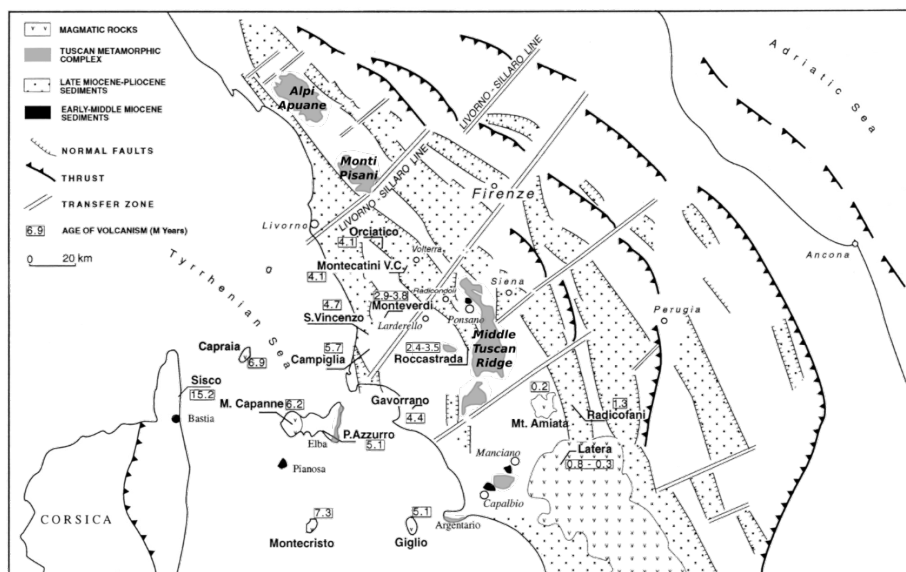 MAGMATIC ROCKS
TUSCAN METAMORPHIC
COMPLEX
LATE MIOCENE-PLIOCENE
SEDIMENTS
EARLY-MIDDLE MIOCENE
SEDIMENTS
NORMAL FAULTS
THRUST
TRANSFER ZONE
6.9 AGE OF VOLCANISM (M Years)
0 20 km
Alpi
Apuane
Monti
Pisani
LIVORNO - SILLARO LINE
LIVORNO - SILLARO LINE
Adriatic Sea
Firenze
Livorno
Orciatico
4.1
Volterra
Montecatini V.C.
4.1
Tyrrhenian Sea
Ancona
Radicondoli
Siena
2.9-3.8
Monteverdi
4.7
S.Vincenzo
Larderello
Ponsano
Perugia
Middle
Tuscan
Ridge
Capraia
6.9
5.7
Campiglia
2.4-3.5
Roccastrada
Sisco
15.2
Bastia
M. Capanne 6.2
Gavorrano
4.4
0.2
Mt. Amiata
1.3
Radicofani
P.Azzurro
Elba
5.1
Pianosa
Manciano
Latera
0.8 - 0.3
Capalbio
CORSICA
7.3
Montecristo
5.1
Giglio
Argentario